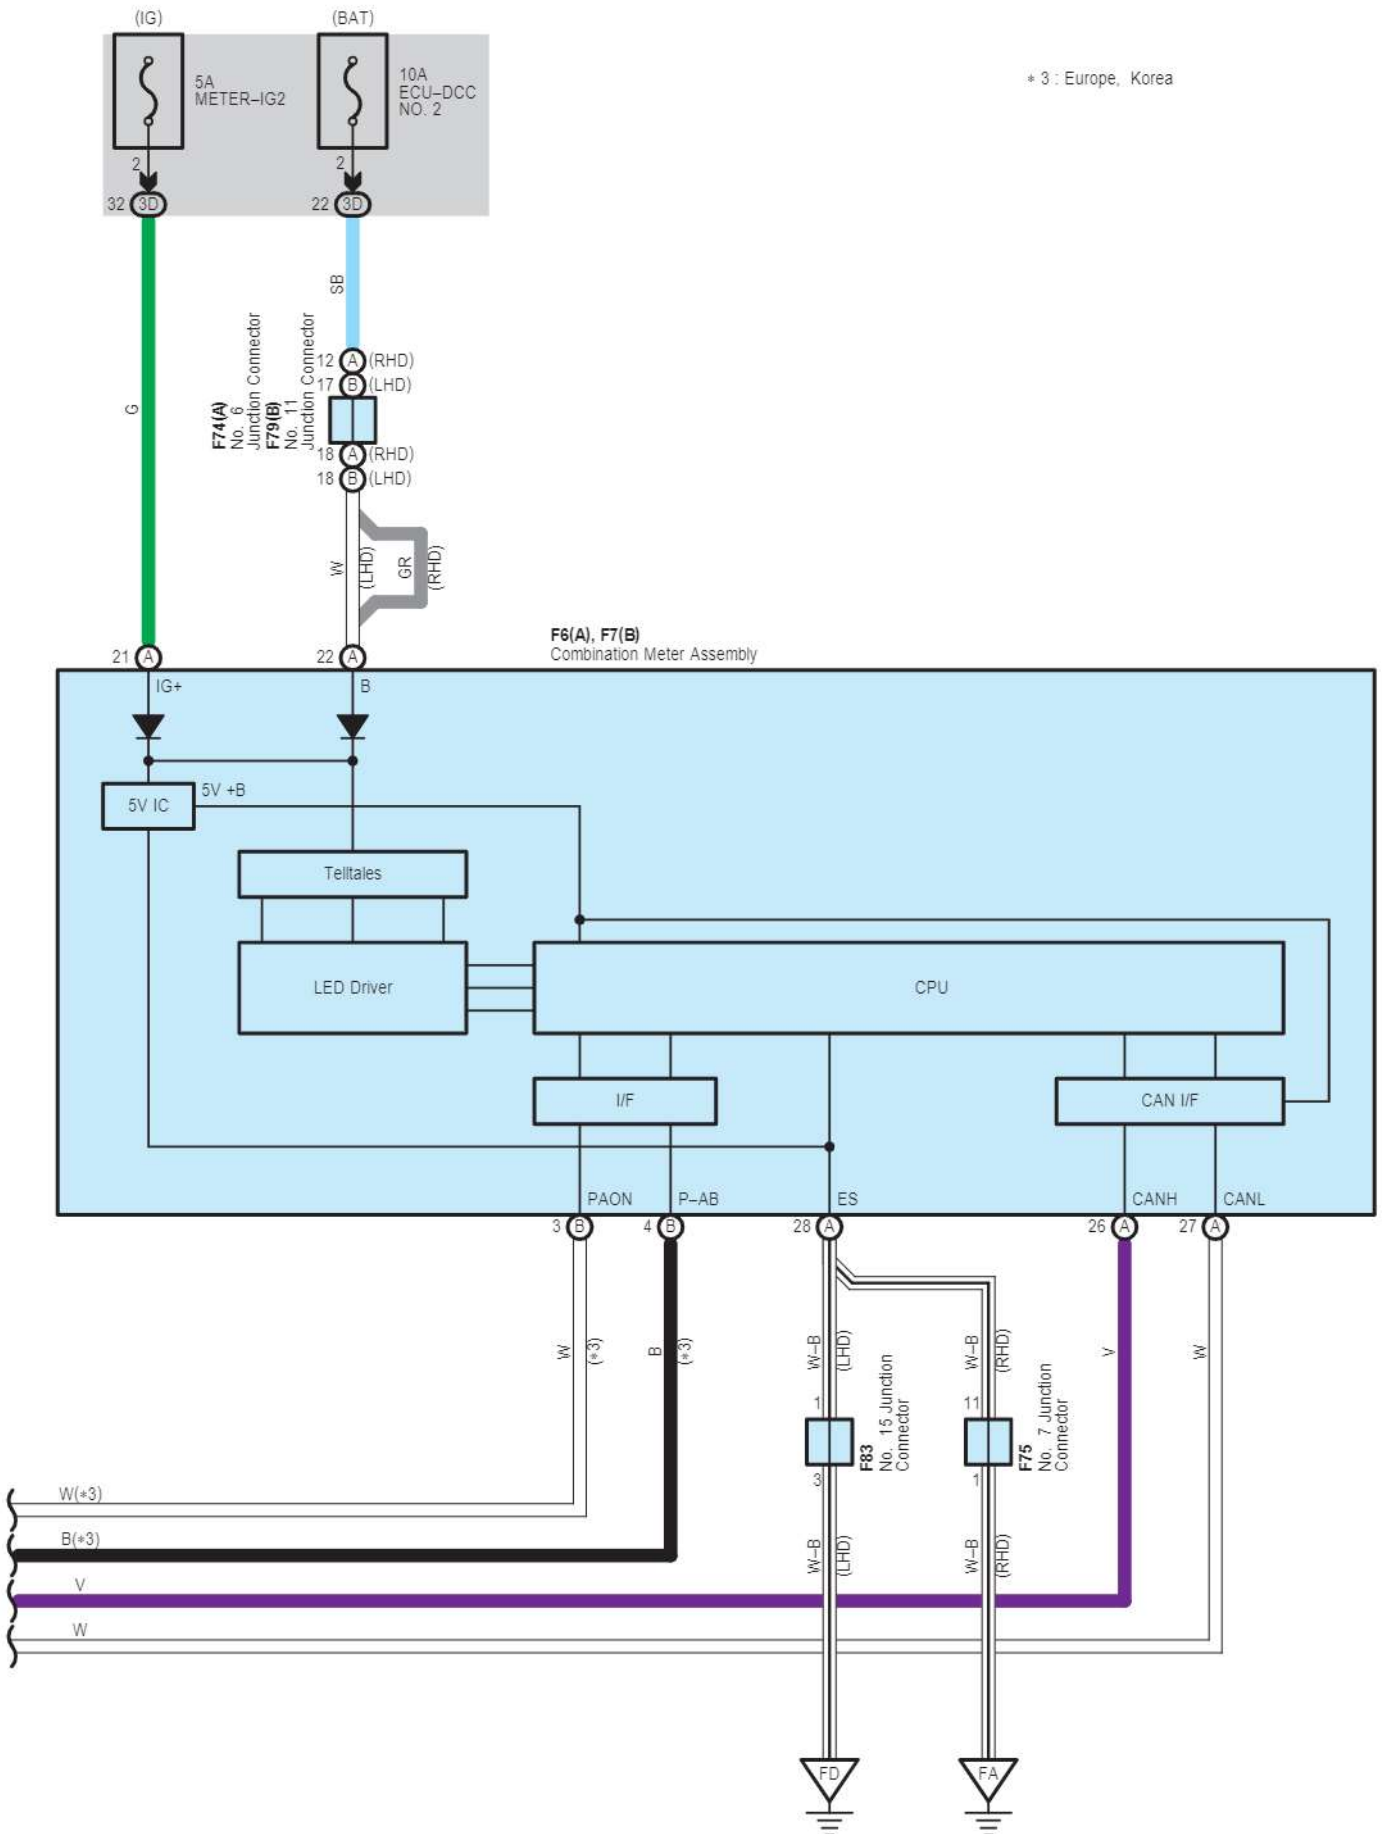 (IG)
(BAT)
5A
METER–IG2
10A
ECU–DCC
NO. 2
∗ 3 : Europe, Korea
2
2
32 3D
22 3D
G
SB
F74(A)
No. 6
Junction Connector
F79(B)
No. 11
Junction Connector
12 A (RHD)
17 B (LHD)
18 A (RHD)
18 B (LHD)
W
(LHD)
GR
(RHD)
F6(A), F7(B)
Combination Meter Assembly
21 A
22 A
IG+
B
5V IC
5V +B
Telltales
LED Driver
CPU
I/F
CAN I/F
PAON
P–AB
ES
CANH
CANL
3 B
4 B
28 A
26 A
27 A
W
(∗3)
B
(∗3)
W–B
(LHD)
W–B
(RHD)
V
W
1
11
F83
No. 15 Junction
Connector
F75
No. 7 Junction
Connector
3
1
W(∗3)
B(∗3)
V
W
W–B
(LHD)
W–B
(RHD)
FD
FA